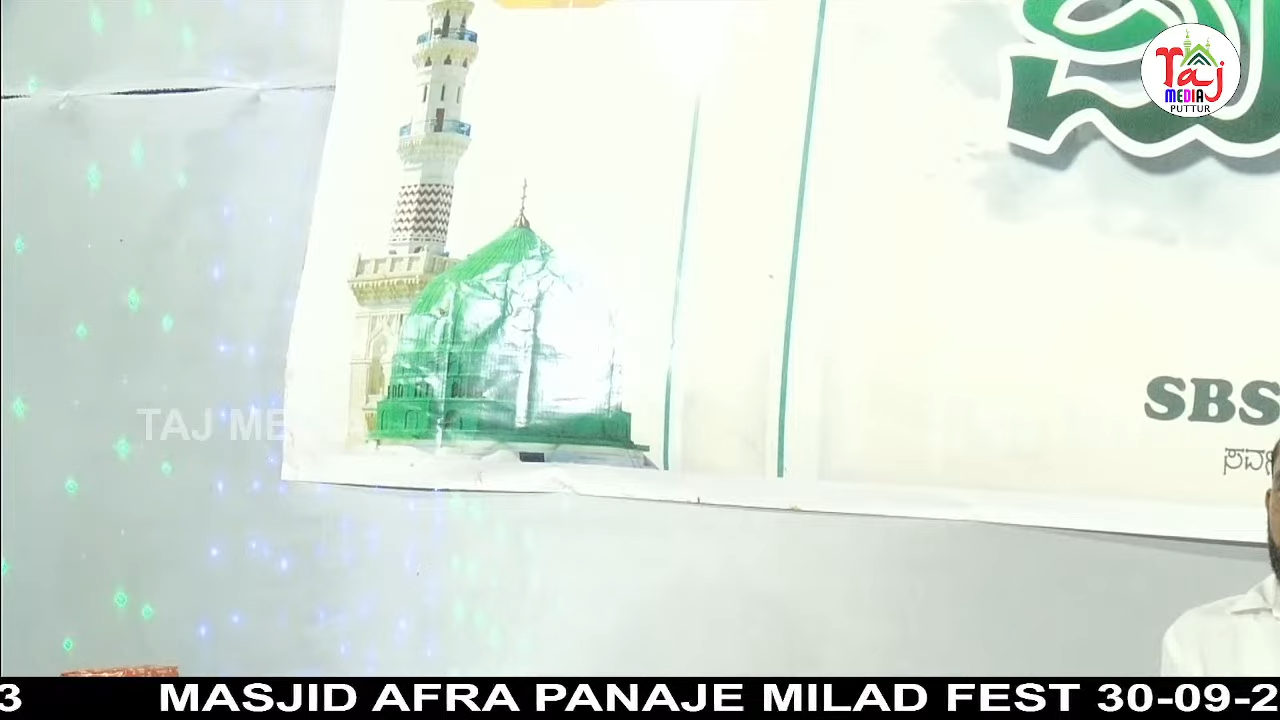 Taj
MEDIA
PUTTUR
SBS
TAJ ME
3 MASJID AFRA PANAJE MILAD FEST 30-09-2